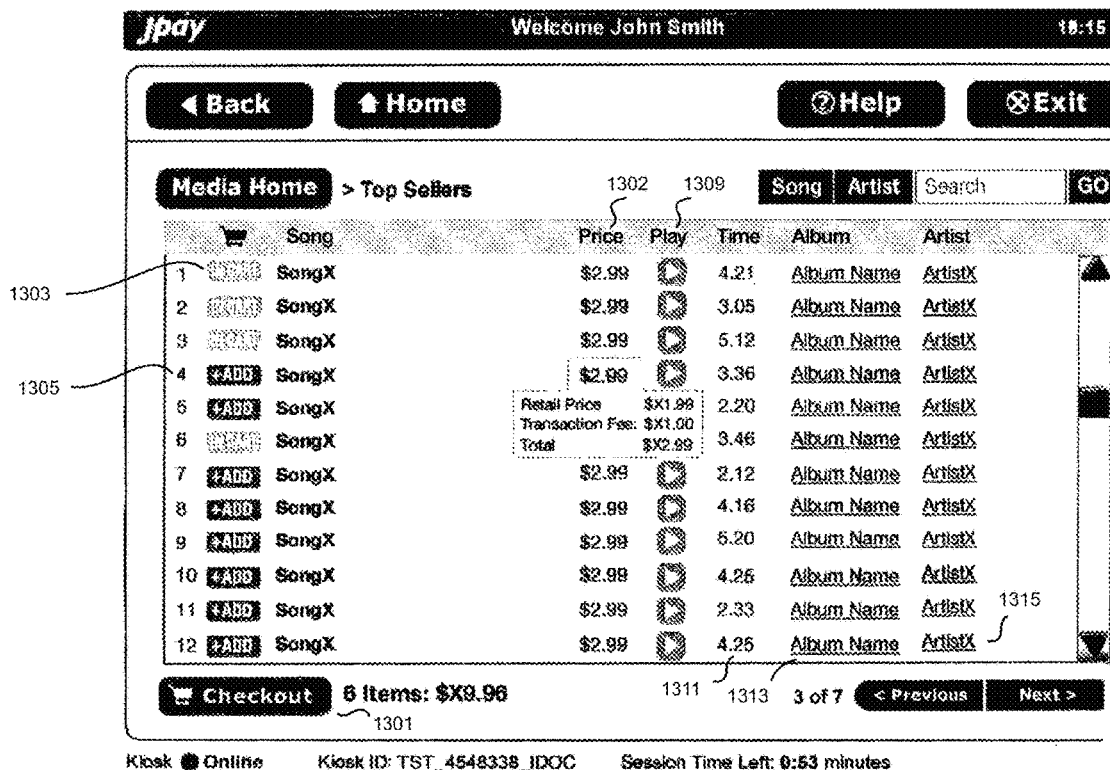 Jpay Welcome John Smith 18:15
Back Home Help Exit
Media Home > Top Sellers 1302 1309 Song Artist Search GO
Song Price Play Time Album Artist
1303 1 SongX $2.99 4.21 Album Name ArtistX
2 SongX $2.99 3.05 Album Name ArtistX
3 SongX $2.99 5.12 Album Name ArtistX
1305 4 +ADD SongX $2.99 3.36 Album Name ArtistX
5 +ADD SongX Retail Price $X1.99 2.20 Album Name ArtistX
Transaction Fee: $X1.00
6 SongX Total $X2.99 3.46 Album Name ArtistX
7 +ADD SongX $2.99 2.12 Album Name ArtistX
8 +ADD SongX $2.99 4.16 Album Name ArtistX
9 +ADD SongX $2.99 5.20 Album Name ArtistX
10 +ADD SongX $2.99 4.25 Album Name ArtistX
11 +ADD SongX $2.99 2.33 Album Name ArtistX 1315
12 +ADD SongX $2.99 4.25 Album Name ArtistX
Checkout 6 Items: $X9.96 1311 1313 3 of 7 < Previous Next >
1301
Kiosk Online Kiosk ID: TST_4548338_IDOC Session Time Left: 0:53 minutes